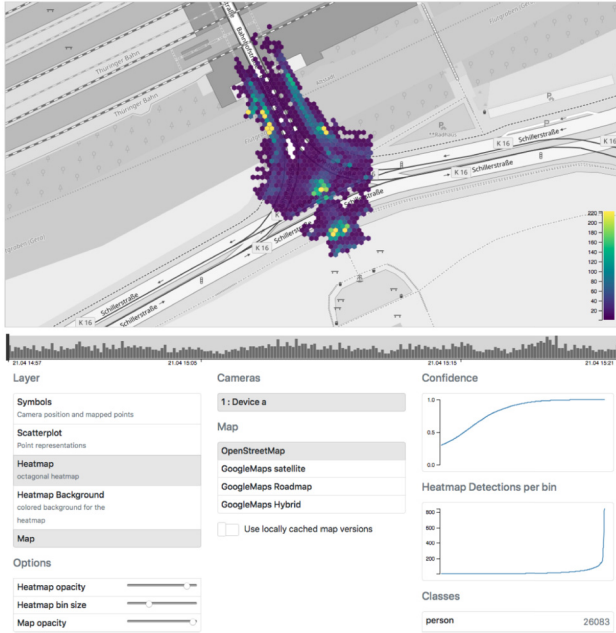 Bahnhofstraße
Thüringer Bahn
Thüringer Bahn
Schillerstraße
K 16
K 16
Schillerstraße
K 16
Schillerstraße
K 16
Schillerstraße
220
200
180
160
140
120
100
80
60
40
20
21.04 14:57
21.04 15:05
21.04 15:15
21.04 15:21
Layer
Symbols
Camera position and mapped points
Scatterplot
Point representations
Heatmap
octagonal heatmap
Heatmap Background
colored background for the
heatmap
Map
Options
Heatmap opacity
Heatmap bin size
Map opacity
Cameras
1 : Device a
Map
OpenStreetMap
GoogleMaps satellite
GoogleMaps Roadmap
GoogleMaps Hybrid
Use locally cached map versions
Confidence
1.0
0.5
0.0
Heatmap Detections per bin
800
600
400
200
Classes
person 26083